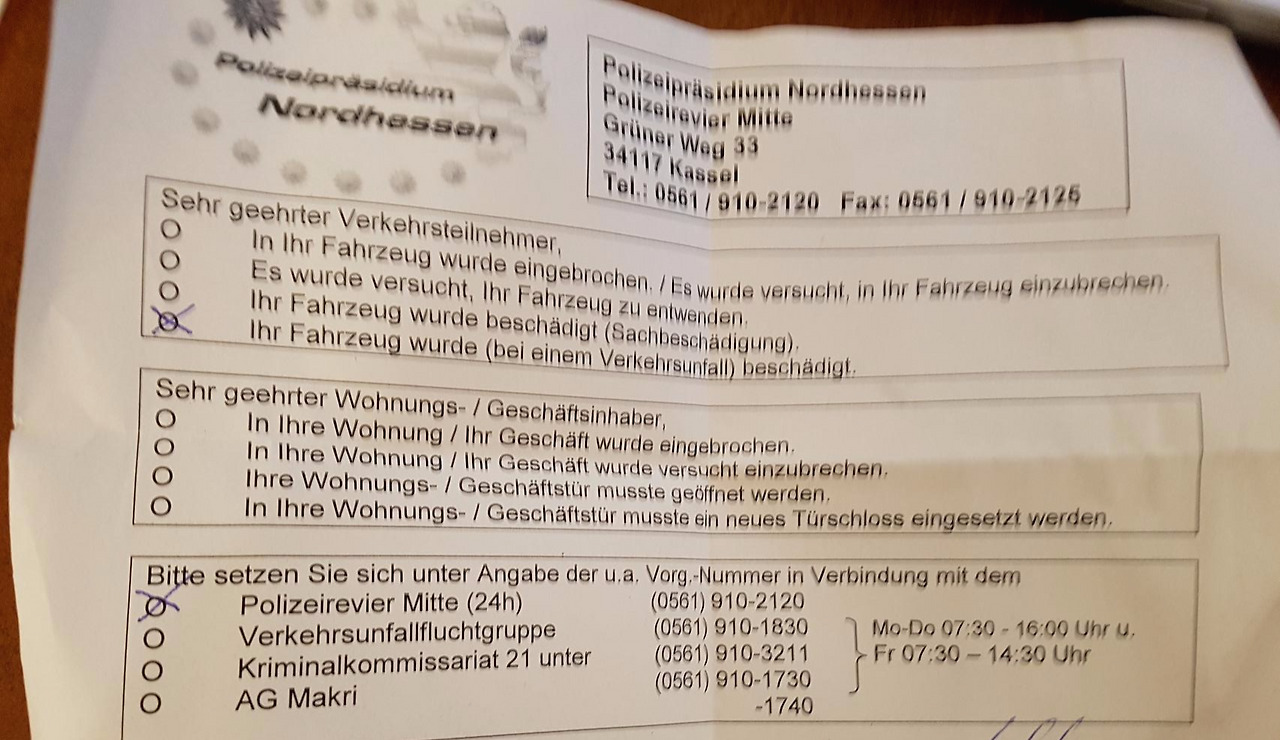 Polizeipräsidium
Nordhessen
Polizeipräsidium Nordhessen
Polizeirevier Mitte
Grüner Weg 33
34117 Kassel
Tel.: 0561 / 910-2120 Fax: 0561 / 910-2125
Sehr geehrter Verkehrsteilnehmer,
O In Ihr Fahrzeug wurde eingebrochen. / Es wurde versucht, in Ihr Fahrzeug einzubrechen.
O Es wurde versucht, Ihr Fahrzeug zu entwenden.
O Ihr Fahrzeug wurde beschädigt (Sachbeschädigung).
O Ihr Fahrzeug wurde (bei einem Verkehrsunfall) beschädigt.
Sehr geehrter Wohnungs- / Geschäftsinhaber,
O In Ihre Wohnung / Ihr Geschäft wurde eingebrochen.
O In Ihre Wohnung / Ihr Geschäft wurde versucht einzubrechen.
O Ihre Wohnungs- / Geschäftstür musste geöffnet werden.
O In Ihre Wohnungs- / Geschäftstür musste ein neues Türschloss eingesetzt werden.
Bitte setzen Sie sich unter Angabe der u.a. Vorg.-Nummer in Verbindung mit dem
O Polizeirevier Mitte (24h) (0561) 910-2120
O Verkehrsunfallfluchtgruppe (0561) 910-1830 Mo-Do 07:30 - 16:00 Uhr u.
O Kriminalkommissariat 21 unter (0561) 910-3211 Fr 07:30 – 14:30 Uhr
O AG Makri (0561) 910-1730
-1740